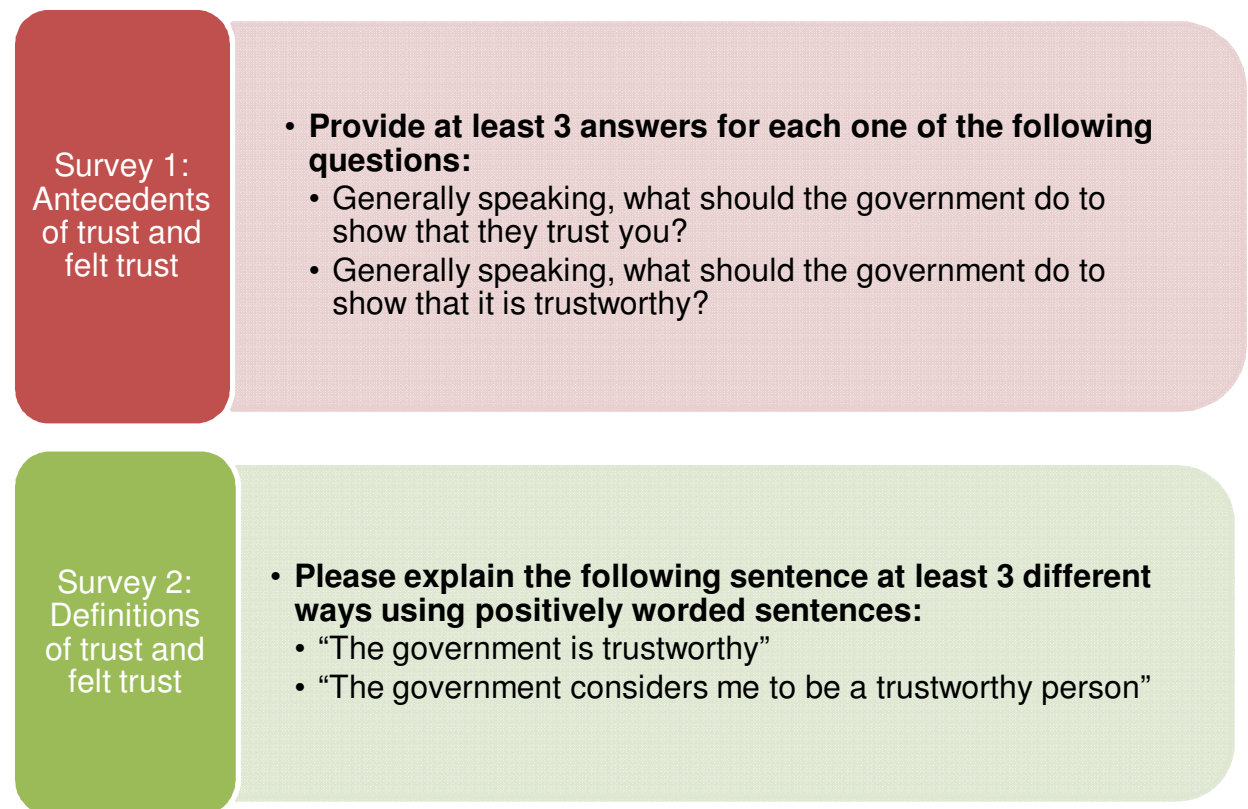 Survey 1:
Antecedents
of trust and
felt trust
• Provide at least 3 answers for each one of the following
questions:
• Generally speaking, what should the government do to
show that they trust you?
• Generally speaking, what should the government do to
show that it is trustworthy?
Survey 2:
Definitions
of trust and
felt trust
• Please explain the following sentence at least 3 different
ways using positively worded sentences:
• “The government is trustworthy”
• “The government considers me to be a trustworthy person”